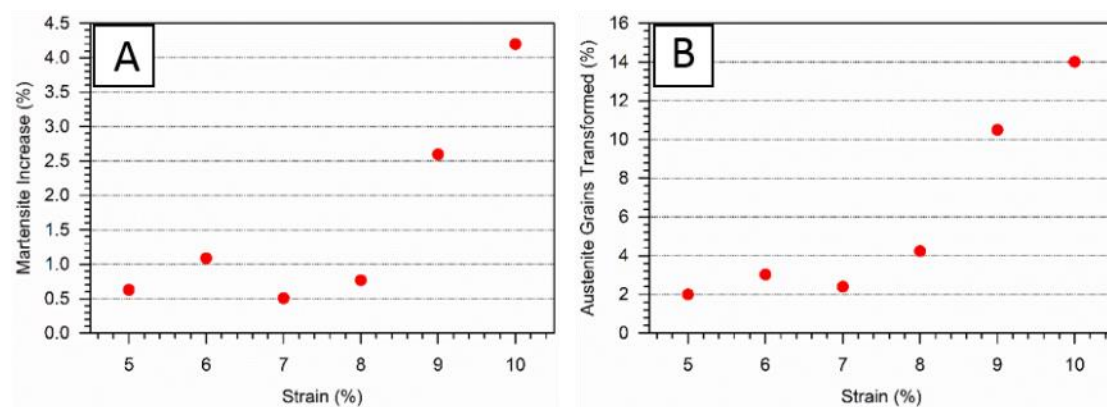 A
Martensite Increase (%)
4.5
4.0
3.5
3.0
2.5
2.0
1.5
1.0
0.5
0.0
5 6 7 8 9 10
Strain (%)
B
Austenite Grains Transformed (%)
16
14
12
10
8
6
4
2
0
5 6 7 8 9 10
Strain (%)